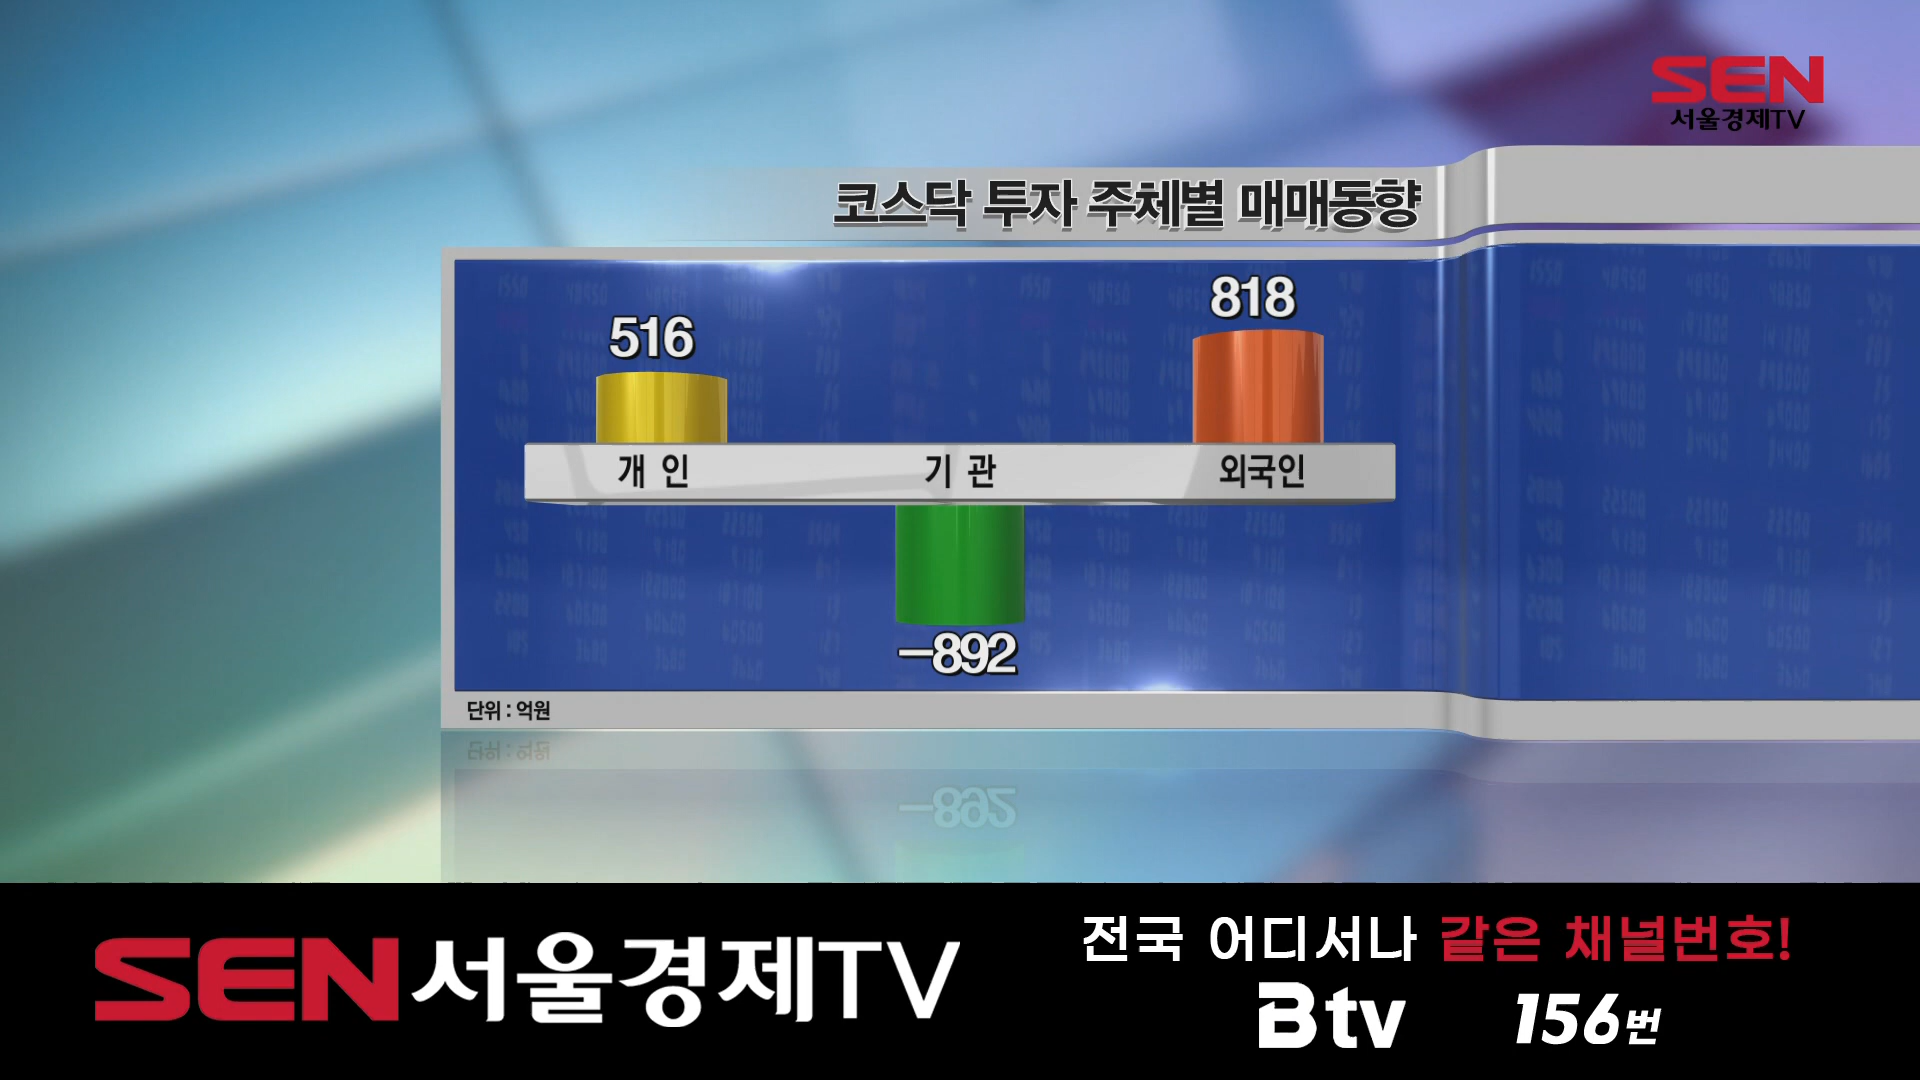 SEN
서울경제TV
코스닥 투자 주체별 매매동향
516
818
개 인
기 관
외국인
-892
단위 : 억원
SEN서울경제TV
전국 어디서나 같은 채널번호!
B tv 156번